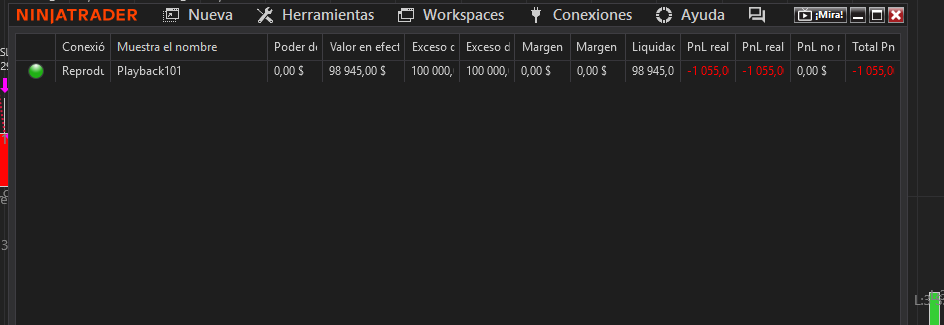 NINJATRADER Nueva Herramientas Workspaces Conexiones Ayuda ¡Mira!
Conexió Muestra el nombre Poder de Valor en efect Exceso d Exceso d Margen Margen Liquidac PnL real PnL real PnL no r Total Pn
Reprodu Playback101 0,00 $ 98 945,00 $ 100 000, 100 000, 0,00 $ 0,00 $ 98 945,0 -1 055,0 -1 055,0 0,00 $ -1 055,0